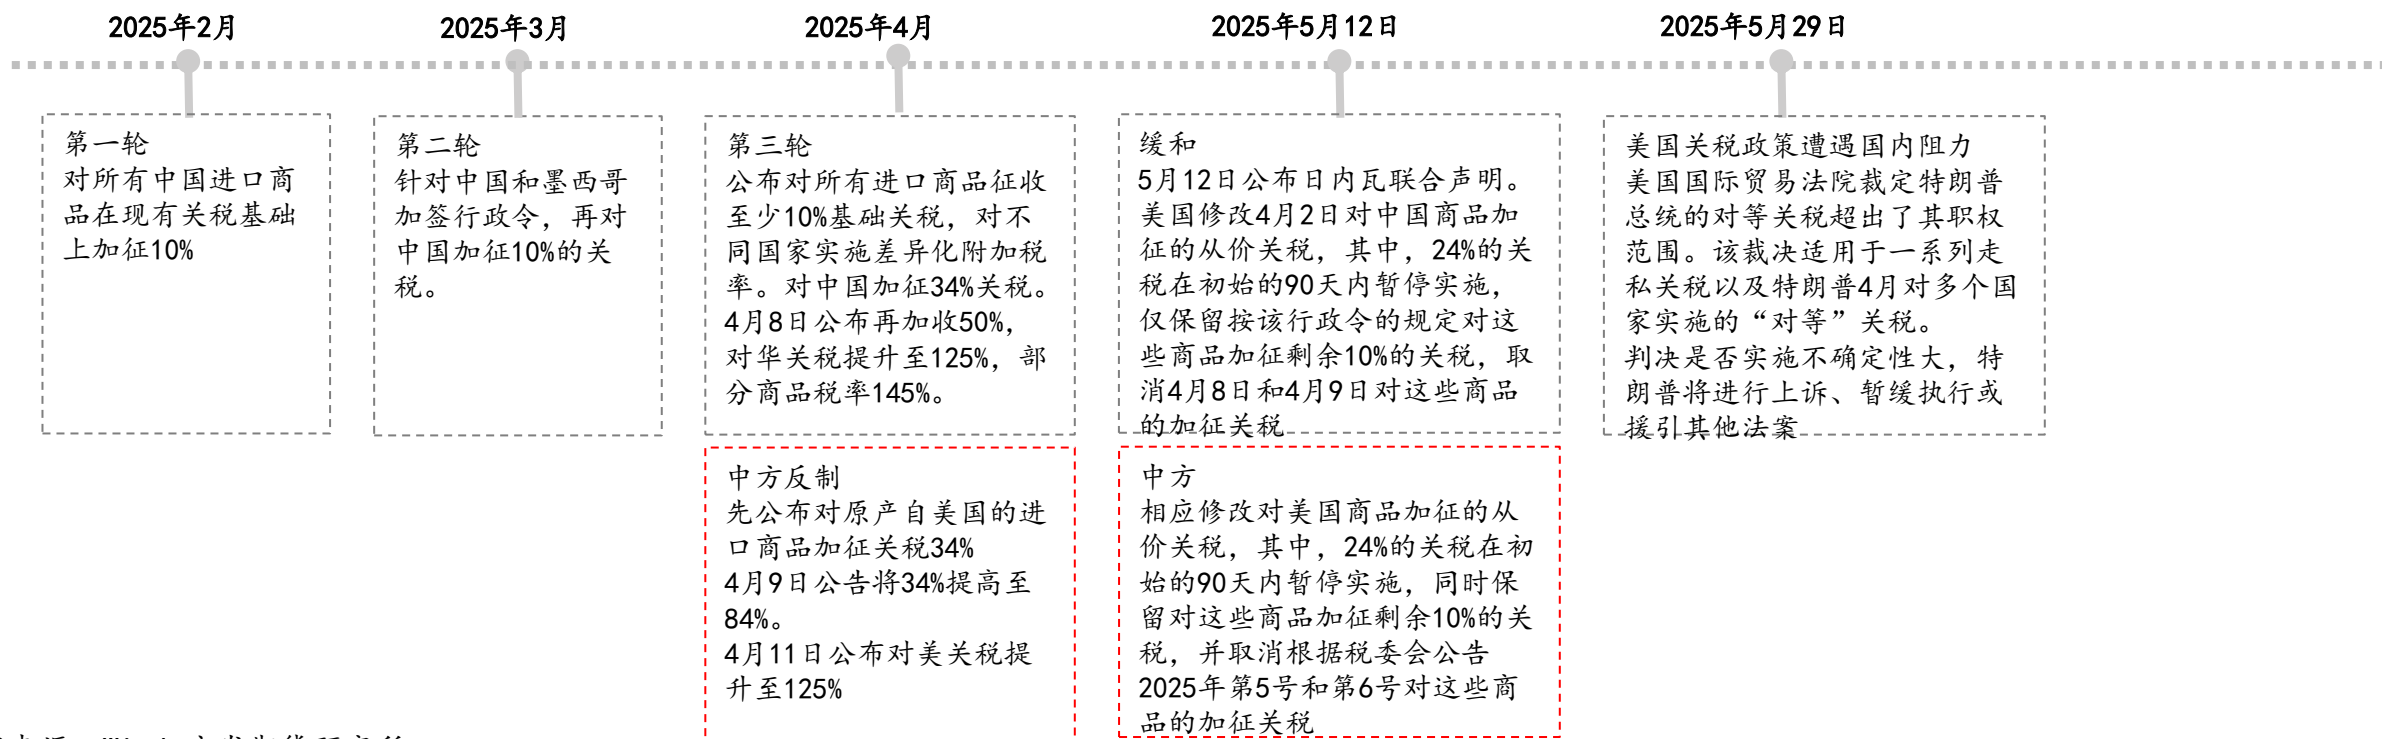 2025年2月
2025年3月
2025年4月
2025年5月12日
2025年5月29日
第一轮
对所有中国进口商
品在现有关税基础
上加征10%
第二轮
针对中国和墨西哥
加签行政令，再对
中国加征10%的关
税。
第三轮
公布对所有进口商品征收
至少10%基础关税，对不
同国家实施差异化附加税
率。对中国加征34%关税。
4月8日公布再加收50%，
对华关税提升至125%，部
分商品税率145%。
中方反制
先公布对原产自美国的进
口商品加征关税34%
4月9日公告将34%提高至
84%。
4月11日公布对美关税提
升至125%
缓和
5月12日公布日内瓦联合声明。
美国修改4月2日对中国商品加
征的从价关税，其中，24%的关
税在初始的90天内暂停实施，
仅保留按该行政令的规定对这
些商品加征剩余10%的关税，取
消4月8日和4月9日对这些商品
的加征关税
中方
相应修改对美国商品加征的从
价关税，其中，24%的关税在初
始的90天内暂停实施，同时保
留对这些商品加征剩余10%的关
税，并取消根据税委会公告
2025年第5号和第6号对这些商
品的加征关税
美国关税政策遭遇国内阻力
美国国际贸易法院裁定特朗普
总统的对等关税超出了其职权
范围。该裁决适用于一系列走
私关税以及特朗普4月对多个国
家实施的“对等”关税。
判决是否实施不确定性大，特
朗普将进行上诉、暂缓执行或
援引其他法案